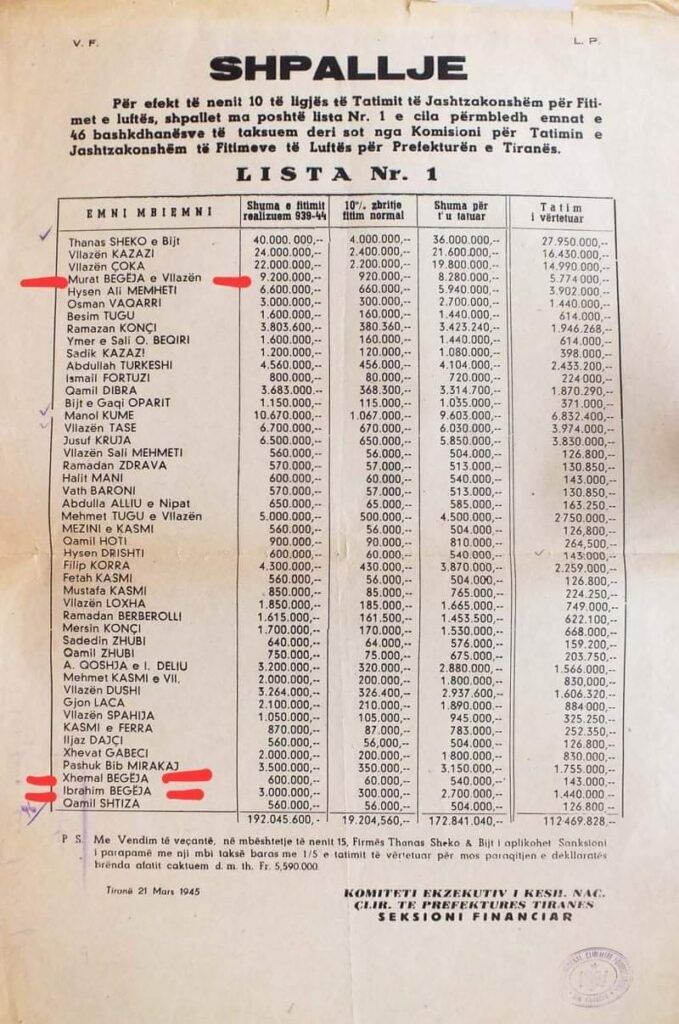 V. F. L. P.
SHPALLJE
Për efekt të nenit 10 të ligjës të Tatimit të Jashtzakonshëm për Fiti-
met e luftës, shpallet ma poshtë lista Nr. 1 e cila përmbledh emnat e
46 bashkdhanësve të taksuem deri sot nga Komisioni për Tatimin e
Jashtzakonshëm të Fitimeve të Luftës për Prefekturën e Tiranës.
LISTA Nr. 1
EMNI MBIEMNI Shuma e fitimit realizuem 939-44 10% zbritje fitim normal Shuma për t'u tatuar Tatim i vërtetuar
Thanas SHEKO e Bijt 40.000.000,-- 4.000.000,-- 36.000.000,-- 27.950.000,--
Vllazën KAZAZI 24.000.000,-- 2.400.000,-- 21.600.000,-- 16.430.000,--
Vllazën ÇOKA 22.000.000,-- 2.200.000,-- 19.800.000,-- 14.990.000,--
Murat BEGËJA e Vllazën 9.200.000,-- 920.000,-- 8.280.000,-- 5.774.000,--
Hysen Ali MEMHETI 6.600.000,-- 660.000,-- 5.940.000,-- 3.902.000,--
Osman VAQARRI 3.000.000,-- 300.000,-- 2.700.000,-- 1.440.000,--
Besim TUGU 1.600.000,-- 160.000,-- 1.440.000,-- 614.000,--
Ramazan KONÇI 3.803.600,-- 380.360,-- 3.423.240,-- 1.946.268,--
Ymer e Sali O. BEQIRI 1.600.000,-- 160.000,-- 1.440.000,-- 614.000,--
Sadik KAZAZI 1.200.000,-- 120.000,-- 1.080.000,-- 398.000,--
Abdullah TURKESHI 4.560.000,-- 456.000,-- 4.104.000,-- 2.433.200,--
Ismail FORTUZI 800.000,-- 80.000,-- 720.000,-- 224 000,--
Qamil DIBRA 3.683.000,-- 368.300,-- 3.314.700,-- 1.870.290,--
Bijt e Gaqi OPARIT 1.150.000,-- 115.000,-- 1.035.000,-- 371.000,--
Manol KUME 10.670.000,-- 1.067.000,-- 9.603.000,-- 6.832.400,--
Vllazën TASE 6.700.000,-- 670.000,-- 6.030.000,-- 3.974.000,--
Jusuf KRUJA 6.500.000,-- 650.000,-- 5.850.000,-- 3.830.000,--
Vllazën Sali MEHMETI 560.000,-- 56.000,-- 504.000,-- 126.800,--
Ramadan ZDRAVA 570.000,-- 57.000,-- 513.000,-- 130.850,--
Halit MANI 600.000,-- 60.000,-- 540.000,-- 143.000,--
Vath BARONI 570.000,-- 57.000,-- 513.000,-- 130.850,--
Abdulla ALLIU e Nipat 650.000,-- 65.000,-- 585.000,-- 163.250,--
Mehmet TUGU e Vllazën 5.000.000,-- 500.000,-- 4.500.000,-- 2750.000,--
MEZINI e KASMI 560.000,-- 56.000,-- 504.000,-- 126,800,--
Qamil HOTI 900.000,-- 90.000,-- 810.000,-- 264,500,--
Hysen DRISHTI 600.000,-- 60.000,-- 540.000,-- 143.000,--
Filip KORRA 4.300.000,-- 430.000,-- 3.870.000,-- 2.259.000,--
Fetah KASMI 560.000,-- 56.000,-- 504.000,-- 126.800,--
Mustafa KASMI 850.000,-- 85.000,-- 765.000,-- 224.250,--
Vllazën LOXHA 1.850.000,-- 185.000,-- 1.665.000,-- 749.000,--
Ramadan BERBEROLLI 1.615.000,-- 161.500,-- 1.453.500,-- 622.100,--
Mersin KONÇI 1.700.000,-- 170.000,-- 1.530.000,-- 668.000,--
Sadedin ZHUBI 640.000,-- 64.000,-- 576.000,-- 159.200,--
Qamil ZHUBI 750.000,-- 75.000,-- 675.000,-- 203.750,--
A. QOSHJA e I. DELIU 3.200.000,-- 320.000,-- 2.880.000,-- 1.566.000,--
Mehmet KASMI e Vll. 2.000.000,-- 200.000,-- 1.800.000,-- 830,000,--
Vllazën DUSHI 3.264.000,-- 326.400,-- 2.937.600,-- 1.606.320,--
Gjon LACA 2.100.000,-- 210.000,-- 1.890.000,-- 884 000,--
Vllazën SPAHIJA 1.050.000,-- 105.000,-- 945.000,-- 325.250,--
KASMI e FERRA 870.000,-- 87.000,-- 783.000,-- 252.350,--
Iljaz DAJÇI 560.000,-- 56,000,-- 504.000,-- 126.800,--
Xhevat GABECI 2.000.000,-- 200.000,-- 1 800.000,-- 830.000,--
Pashuk Bib MIRAKAJ 3.500.000,-- 350.000,-- 3.150.000,-- 1.755.000,--
Xhemal BEGËJA 600.000,-- 60.000,-- 540.000,-- 143.000,--
Ibrahim BEGËJA 3.000.000,-- 300.000,-- 2.700.000,-- 1.440.000,--
Qamil SHTIZA 560.000,-- 56.000,-- 504.000,-- 126.800,--
192.045.600,-- 19.204,560,-- 172.841.040,-- 112.469.828,--
P S. Me Vendim të veçantë, në mbështetje të nenit 15, Firmës Thanas Sheko & Bijt i aplikohet Sanksioni
i parapamë me nji mbi taksë baras me 1/5 e tatimit të vërtetuar për mos paraqitjen e dekllaratës
brënda afatit caktuem d. m. th. Fr. 5,590.000.
Tiranë 21 Mars 1945
KOMITETI EKZEKUTIV I KESH. NAC.
ÇLIR. TE PREFEKTURES TIRANES
SEKSIONI FINANCIAR